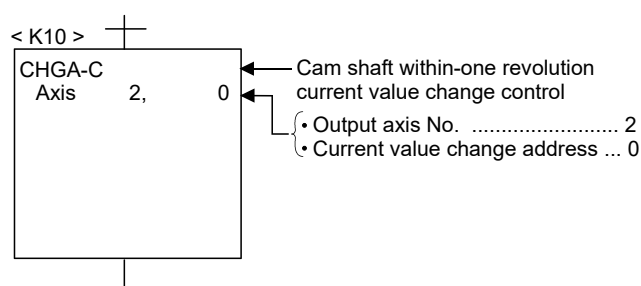 < K10 >
CHGA-C
Axis 2, 0
Cam shaft within-one revolution
current value change control
• Output axis No. ......................... 2
• Current value change address ... 0